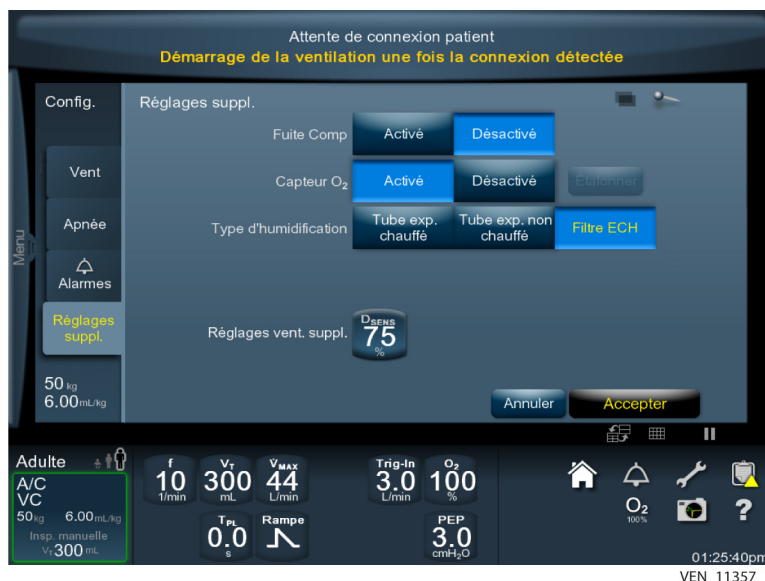 Attente de connexion patient
Démarrage de la ventilation une fois la connexion détectée
Config.
Réglages suppl.
Fuite Comp
Activé
Désactivé
Vent
Capteur O₂
Activé
Désactivé
Étalonner
Apnée
Type d'humidification
Tube exp. chauffé
Tube exp. non chauffé
Filtre ECH
Menu
Alarmes
Réglages suppl.
Réglages vent. suppl.
DSENS
75
%
50 kg
6.00 mL/kg
Annuler
Accepter
Adulte
A/C
VC
50 kg 6.00 mL/kg
Insp. manuelle
VT 300 mL
f
10
1/min
VT
300
mL
V̇MAX
44
L/min
Trig-In
3.0
L/min
O₂
100
%
TPL
0.0
s
Rampe
PEP
3.0
cmH₂O
O₂
100%
?
01:25:40pm
VEN_11357